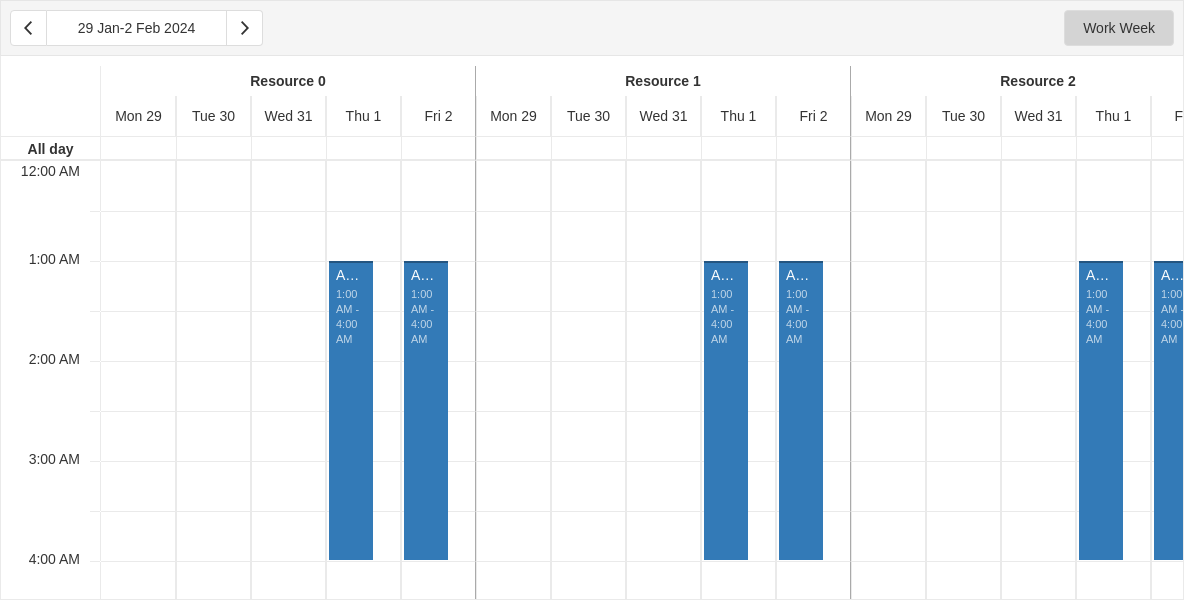 29 Jan-2 Feb 2024 Work Week
Resource 0 Resource 1 Resource 2
Mon 29 Tue 30 Wed 31 Thu 1 Fri 2 Mon 29 Tue 30 Wed 31 Thu 1 Fri 2 Mon 29 Tue 30 Wed 31 Thu 1 F
All day
12:00 AM
1:00 AM
A... A... A... A... A... A...
1:00 1:00 1:00 1:00 1:00 1:00
AM - AM - AM - AM - AM - AM -
4:00 4:00 4:00 4:00 4:00 4:00
AM AM AM AM AM AM
2:00 AM
3:00 AM
4:00 AM